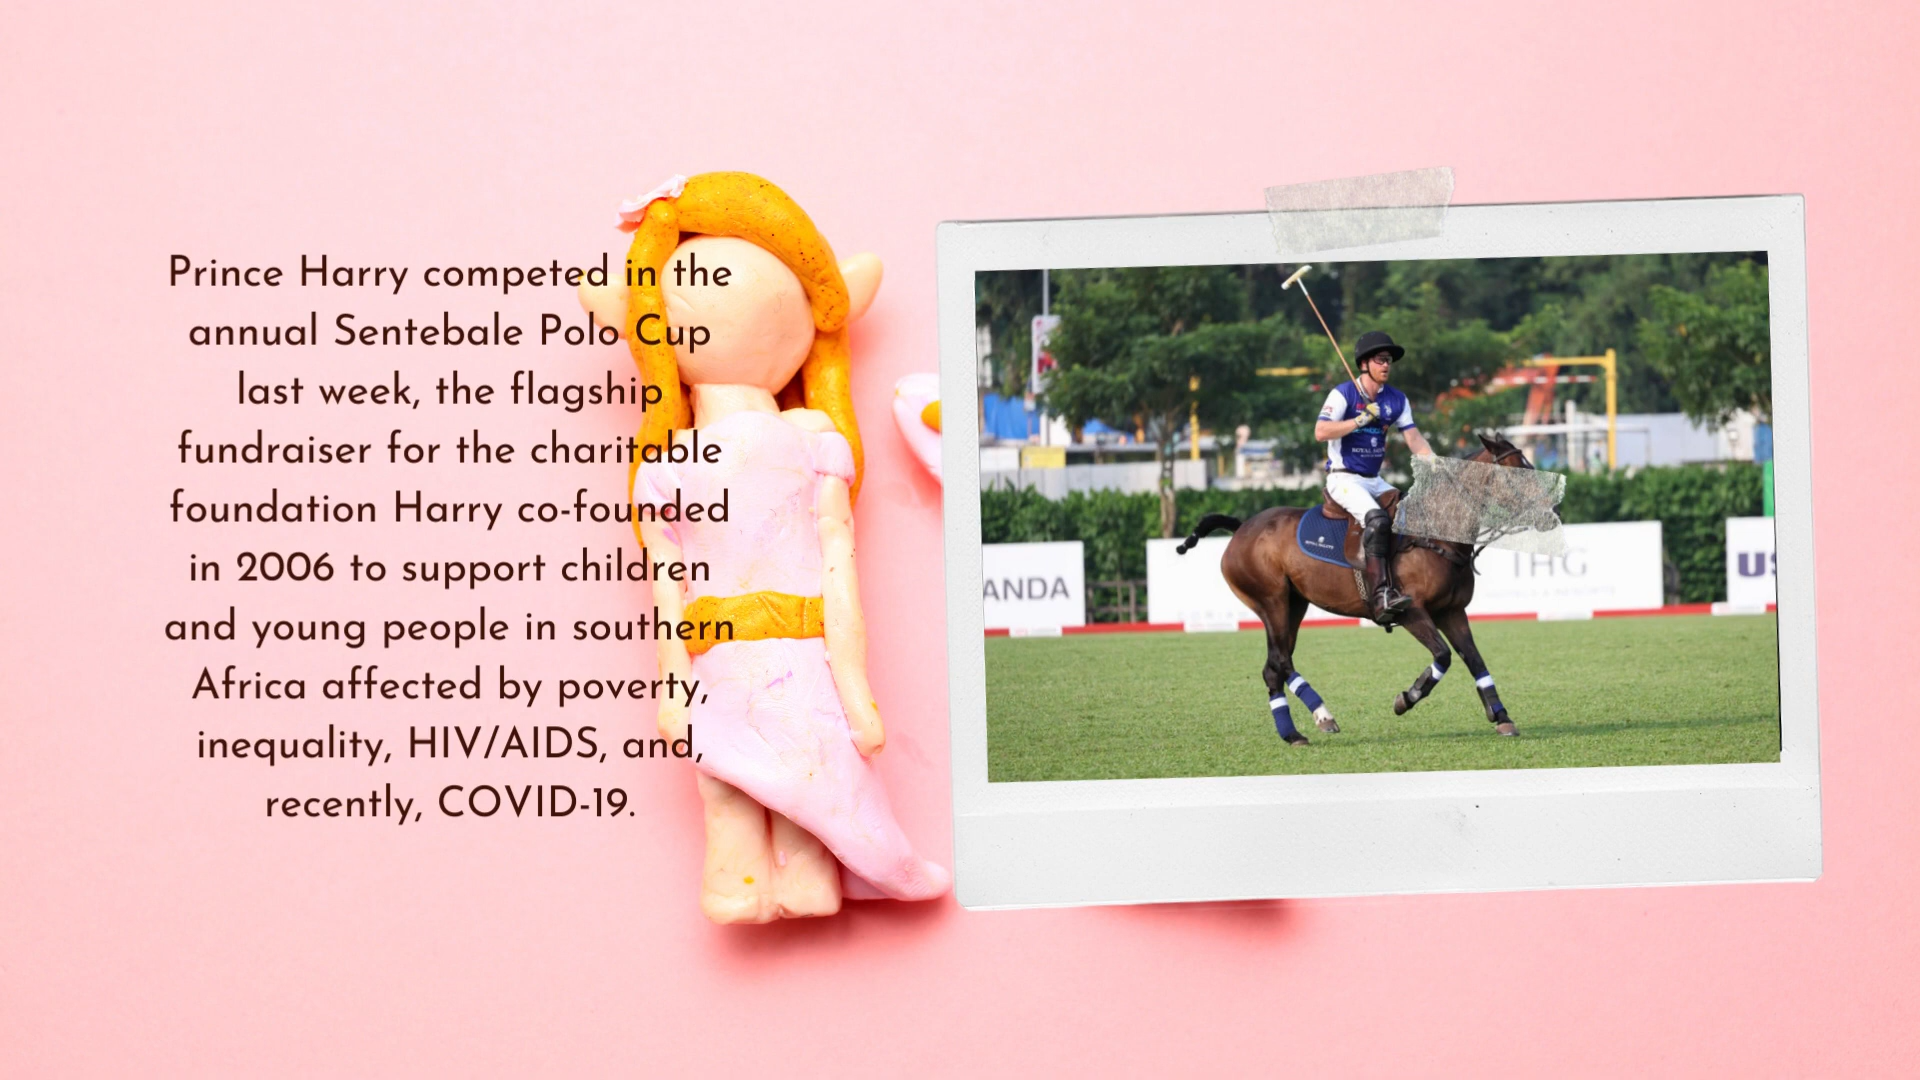 Prince Harry competed in the
annual Sentebale Polo Cup
last week, the flagship
fundraiser for the charitable
foundation Harry co-founded
in 2006 to support children
and young people in southern
Africa affected by poverty,
inequality, HIV/AIDS, and,
recently, COVID-19.
ANDA
IHG
US